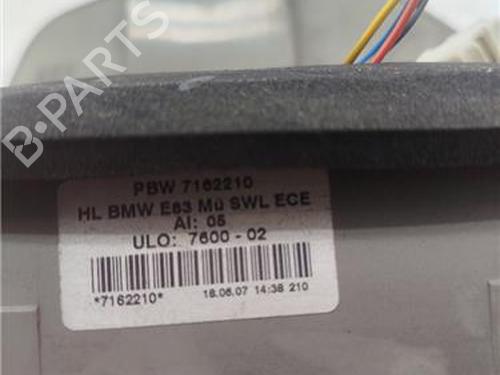 B-PARTS
PBW 7162210
HL BMW E63 Mü SWL ECE
AI: 05
ULO: 7600 - 02
*7162210* 18.06.07 14:38 210